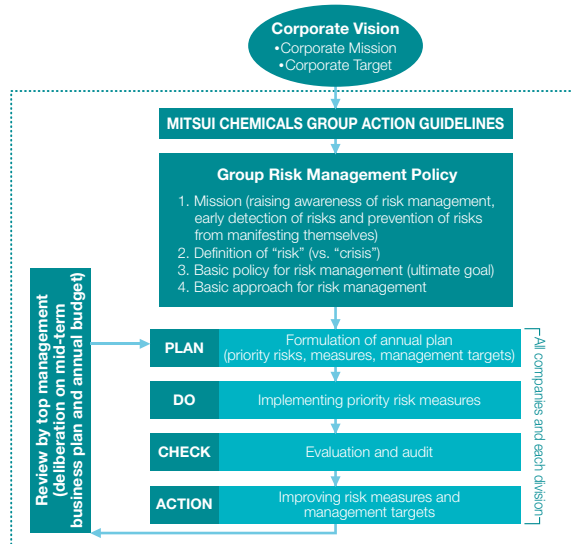 Corporate Vision
•Corporate Mission
•Corporate Target
MITSUI CHEMICALS GROUP ACTION GUIDELINES
Group Risk Management Policy
1. Mission (raising awareness of risk management,
early detection of risks and prevention of risks
from manifesting themselves)
2. Definition of “risk” (vs. “crisis”)
3. Basic policy for risk management (ultimate goal)
4. Basic approach for risk management
Review by top management
(deliberation on mid-term
business plan and annual budget)
PLAN
Formulation of annual plan
(priority risks, measures, management targets)
DO
Implementing priority risk measures
CHECK
Evaluation and audit
ACTION
Improving risk measures and
management targets
All companies and each division